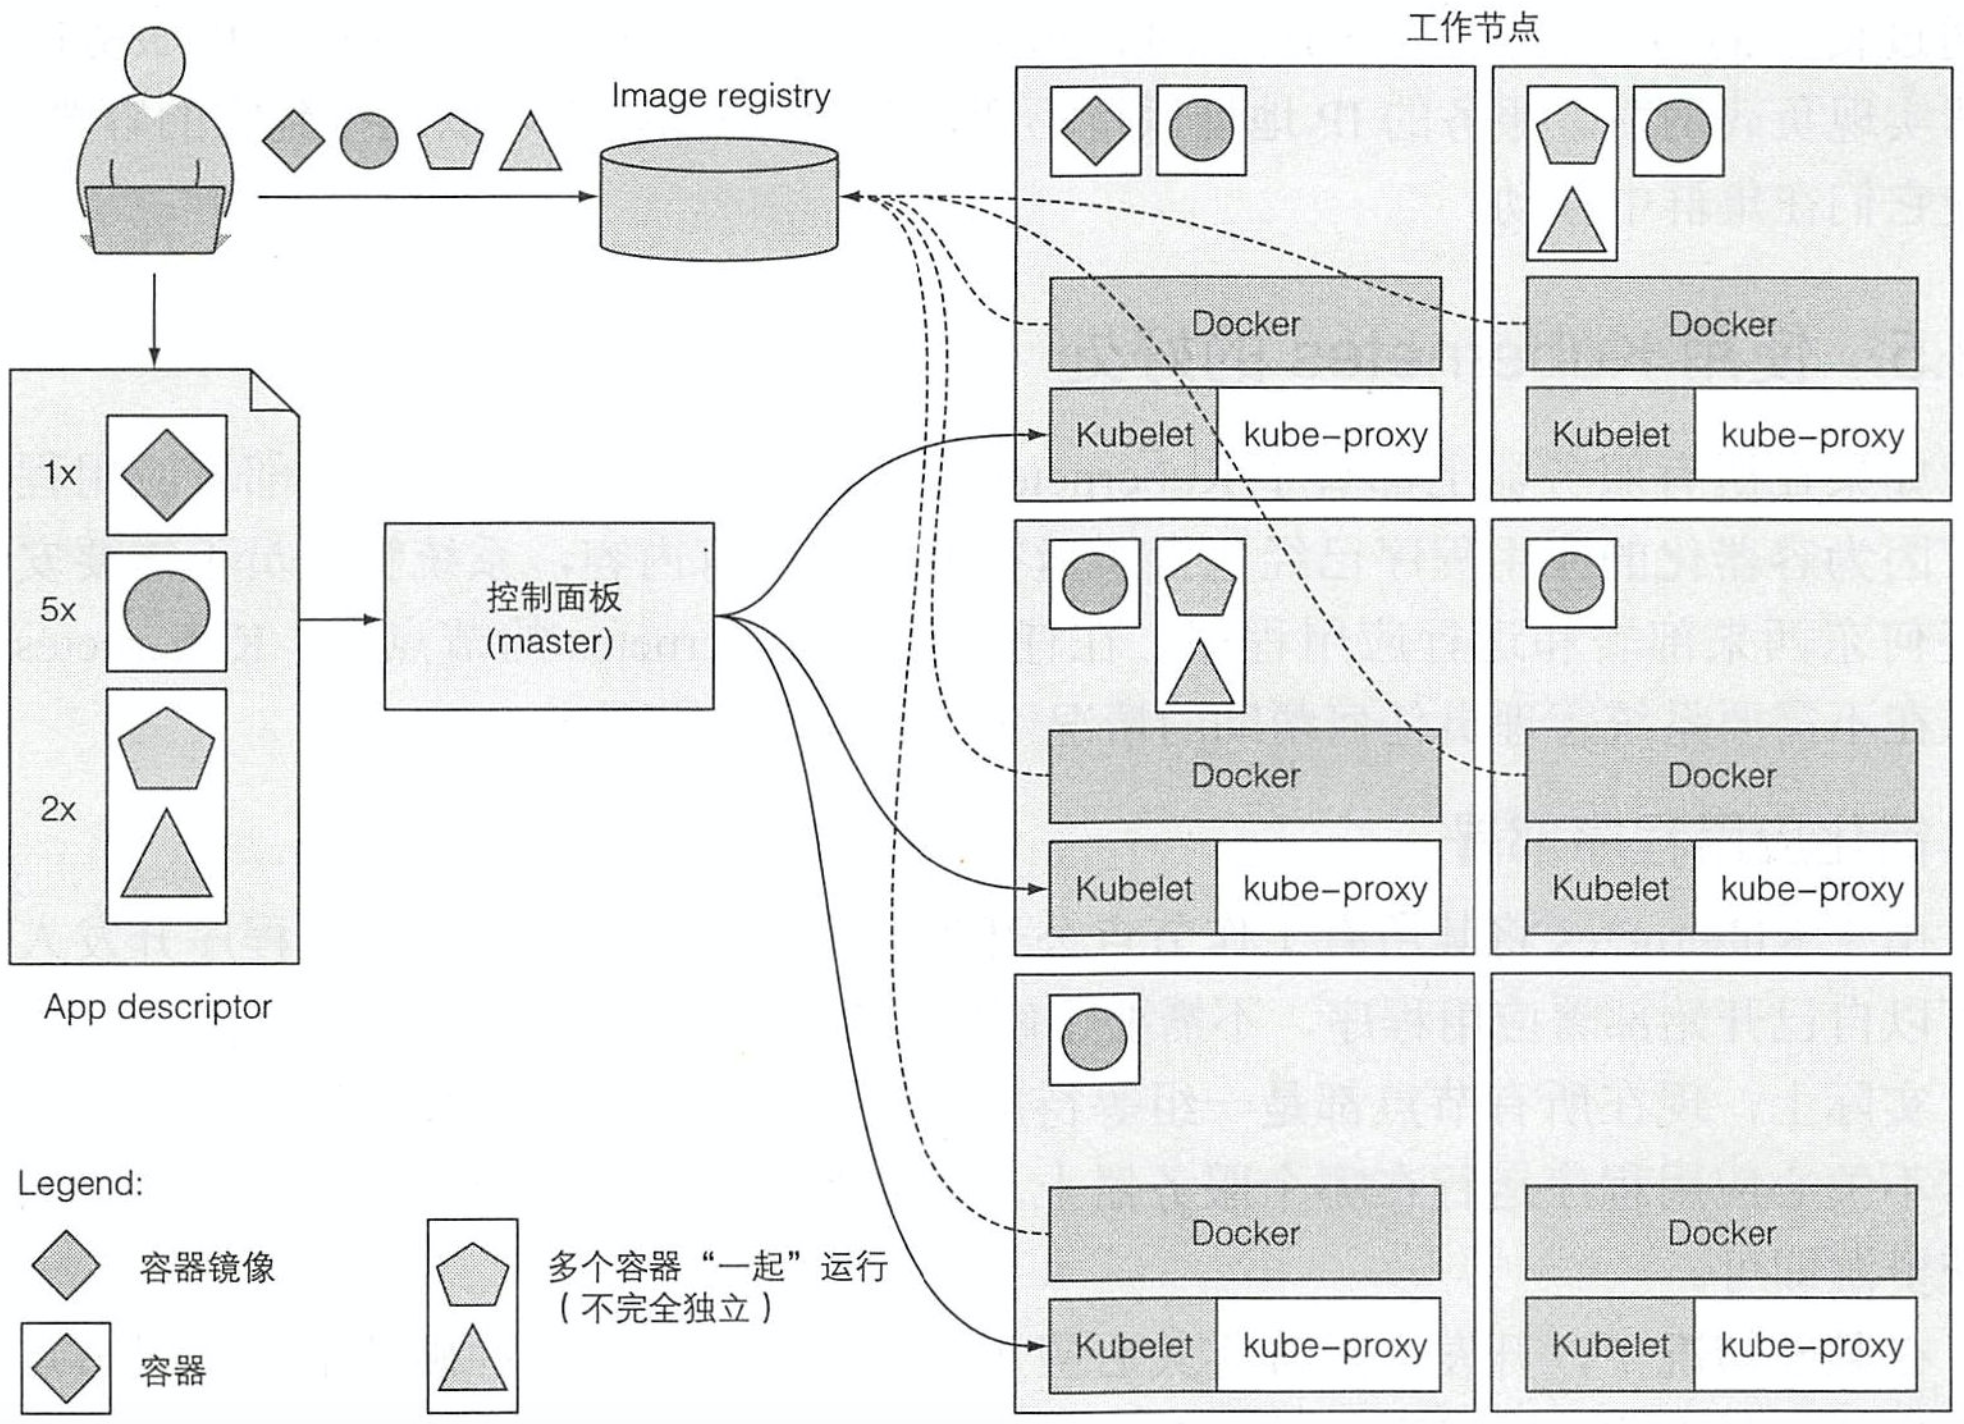 工作节点
Image registry
Docker
Docker
Kubelet
kube-proxy
Kubelet
kube-proxy
1x
5x
2x
App descriptor
控制面板
(master)
Docker
Docker
Kubelet
kube-proxy
Kubelet
kube-proxy
Docker
Docker
Kubelet
kube-proxy
Kubelet
kube-proxy
Legend:
容器镜像
容器
多个容器“一起”运行
（不完全独立）